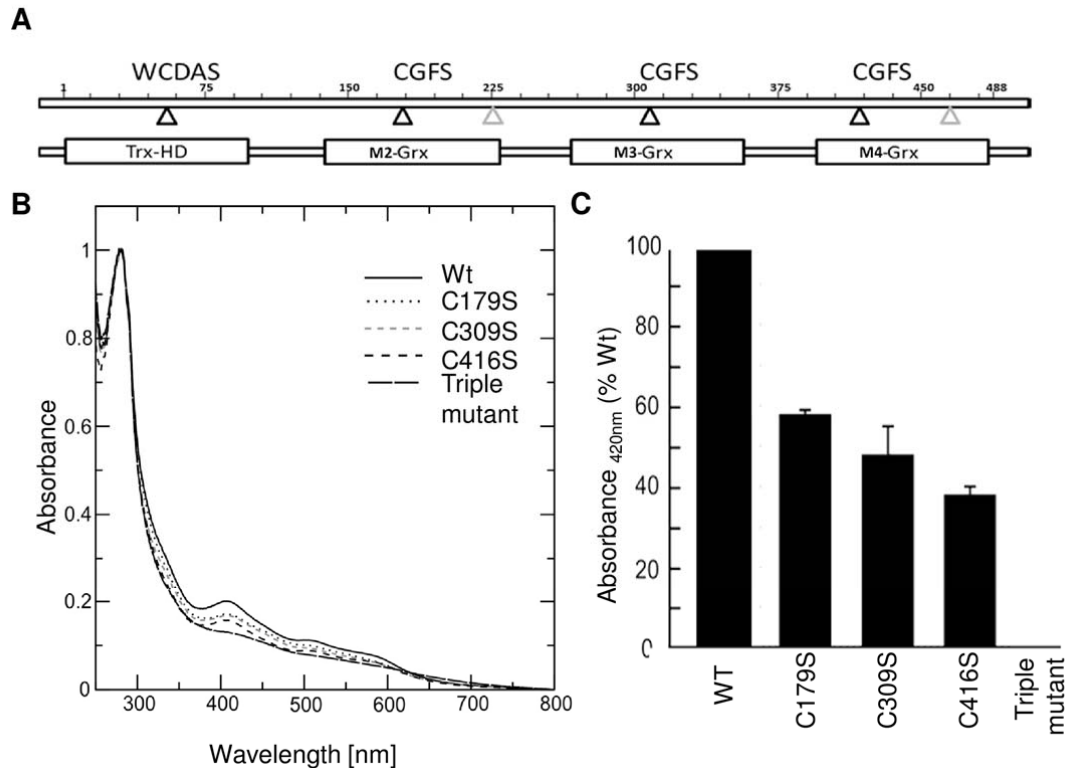 A
WCDAS CGFS CGFS CGFS
1 75 150 225 300 375 450 488
Trx-HD M2-Grx M3-Grx M4-Grx
B
Absorbance
1
0.8
0.6
0.4
0.2
0
300 400 500 600 700 800
Wavelength [nm]
Wt
C179S
C309S
C416S
Triple
mutant
C
Absorbance 420nm (% Wt)
100
80
60
40
20
0
WT
C179S
C309S
C416S
Triple
mutant